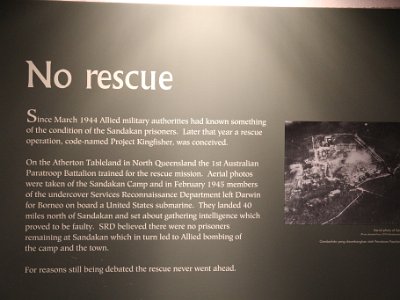 No rescue
Since March 1944 Allied military authorities had known something
of the condition of the Sandakan prisoners. Later that year a rescue
operation, code-named Project Kingfisher, was conceived.
On the Atherton Tableland in North Queensland the 1st Australian
Paratroop Battalion trained for the rescue mission. Aerial photos
were taken of the Sandakan Camp and in February 1945 members
of the undercover Services Reconnaissance Department left Darwin
for Borneo on board a United States submarine. They landed 40
miles north of Sandakan and set about gathering intelligence which
proved to be faulty. SRD believed there were no prisoners
remaining at Sandakan which in turn led to Allied bombing of
the camp and the town.
For reasons still being debated the rescue never went ahead.